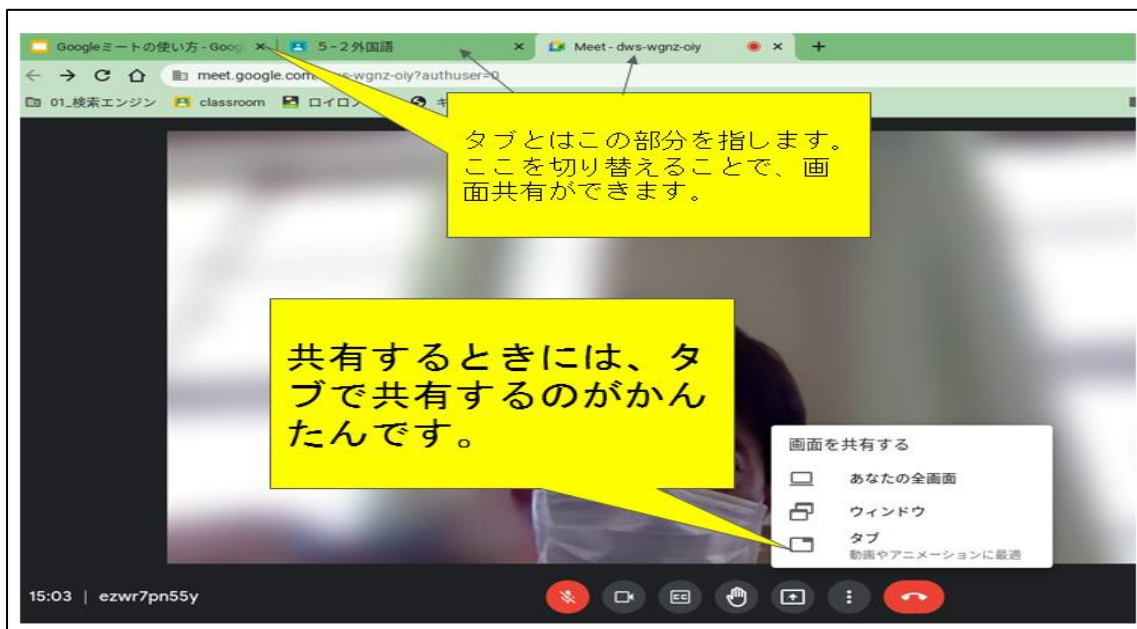 Googleミートの使い方 - Goog
5-2外国語
Meet - dws-wgnz-oiy
meet.google.com
s-wgnz-oiy?authuser=0
01_検索エンジン
classroom
ロイロ
タブとはこの部分を指します。
ここを切り替えることで、画
面共有ができます。
共有するときには、タ
ブで共有するのがかん
たんです。
画面を共有する
あなたの全画面
ウィンドウ
タブ
動画やアニメーションに最適
15:03 | ezwr7pn55y
CC